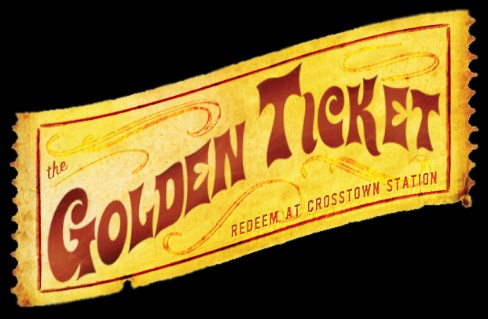 the
GOLDEN TICKET
REDEEM AT CROSSTOWN STATION